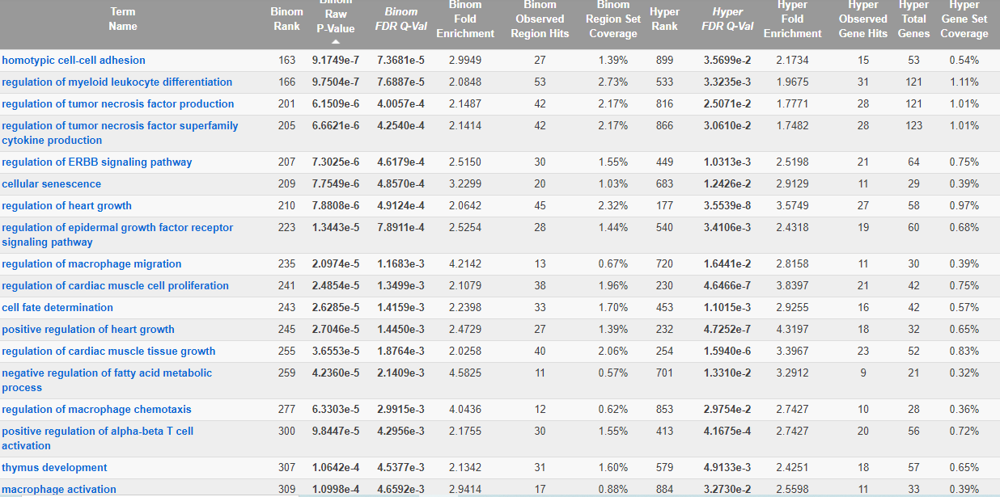 Term Name Binom Rank Binom Raw P-Value Binom FDR Q-Val Binom Fold Enrichment Binom Observed Region Hits Binom Region Set Coverage Hyper Rank Hyper FDR Q-Val Hyper Fold Enrichment Hyper Observed Gene Hits Hyper Total Genes Hyper Gene Set Coverage
homotypic cell-cell adhesion 163 9.1749e-7 7.3681e-5 2.9949 27 1.39% 899 3.5699e-2 2.1734 15 53 0.54%
regulation of myeloid leukocyte differentiation 166 9.7504e-7 7.6887e-5 2.0848 53 2.73% 533 3.3235e-3 1.9675 31 121 1.11%
regulation of tumor necrosis factor production 201 6.1509e-6 4.0057e-4 2.1487 42 2.17% 816 2.5071e-2 1.7771 28 121 1.01%
regulation of tumor necrosis factor superfamily 205 6.6621e-6 4.2540e-4 2.1414 42 2.17% 866 3.0610e-2 1.7482 28 123 1.01%
cytokine production
regulation of ERBB signaling pathway 207 7.3025e-6 4.6179e-4 2.5150 30 1.55% 449 1.0313e-3 2.5198 21 64 0.75%
cellular senescence 209 7.7549e-6 4.8570e-4 3.2299 20 1.03% 683 1.2426e-2 2.9129 11 29 0.39%
regulation of heart growth 210 7.8808e-6 4.9124e-4 2.0642 45 2.32% 177 3.5539e-8 3.5749 27 58 0.97%
regulation of epidermal growth factor receptor 223 1.3443e-5 7.8911e-4 2.5254 28 1.44% 540 3.4106e-3 2.4318 19 60 0.68%
signaling pathway
regulation of macrophage migration 235 2.0974e-5 1.1683e-3 4.2142 13 0.67% 720 1.6441e-2 2.8158 11 30 0.39%
regulation of cardiac muscle cell proliferation 241 2.4854e-5 1.3499e-3 2.1079 38 1.96% 230 4.6466e-7 3.8397 21 42 0.75%
cell fate determination 243 2.6285e-5 1.4159e-3 2.2398 33 1.70% 453 1.1015e-3 2.9255 16 42 0.57%
positive regulation of heart growth 245 2.7046e-5 1.4450e-3 2.4729 27 1.39% 232 4.7252e-7 4.3197 18 32 0.65%
regulation of cardiac muscle tissue growth 255 3.6553e-5 1.8764e-3 2.0258 40 2.06% 254 1.5940e-6 3.3967 23 52 0.83%
negative regulation of fatty acid metabolic 259 4.2360e-5 2.1409e-3 4.5825 11 0.57% 701 1.3310e-2 3.2912 9 21 0.32%
process
regulation of macrophage chemotaxis 277 6.3303e-5 2.9915e-3 4.0436 12 0.62% 853 2.9754e-2 2.7427 10 28 0.36%
positive regulation of alpha-beta T cell 300 9.8447e-5 4.2956e-3 2.1755 30 1.55% 413 4.1675e-4 2.7427 20 56 0.72%
activation
thymus development 307 1.0642e-4 4.5377e-3 2.1342 31 1.60% 579 4.9133e-3 2.4251 18 57 0.65%
macrophage activation 309 1.0998e-4 4.6592e-3 2.9414 17 0.88% 884 3.2730e-2 2.5598 11 33 0.39%